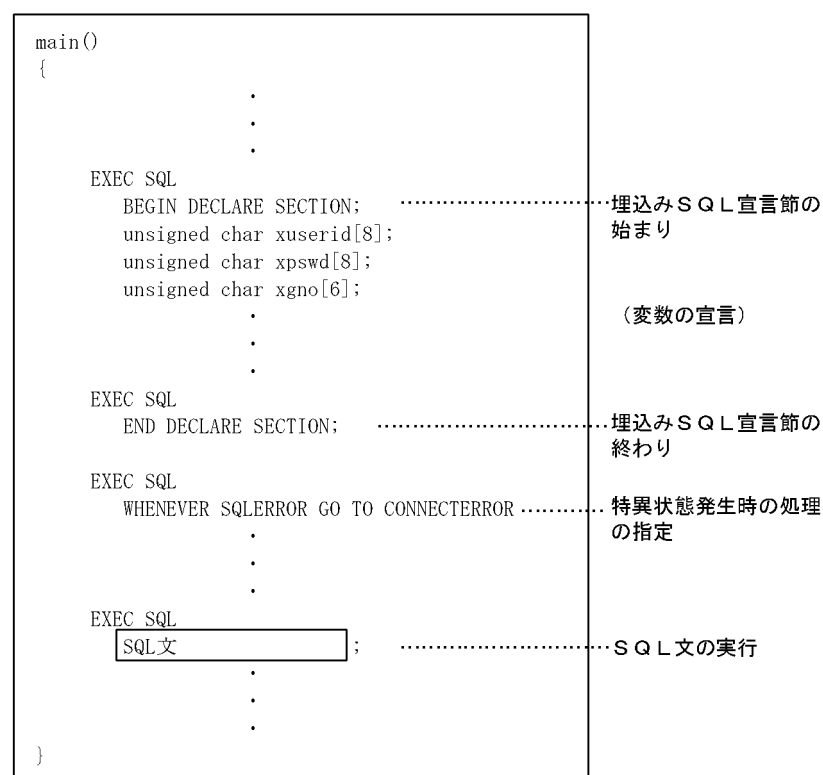 main()
{
・
・
・
EXEC SQL
BEGIN DECLARE SECTION; ‥‥‥‥‥‥‥‥‥‥‥‥ 埋込みＳＱＬ宣言節の
始まり
unsigned char xuserid[8];
unsigned char xpswd[8];
unsigned char xgno[6];
（変数の宣言）
・
・
・
EXEC SQL
END DECLARE SECTION; ‥‥‥‥‥‥‥‥‥‥‥‥‥ 埋込みＳＱＬ宣言節の
終わり
EXEC SQL
WHENEVER SQLERROR GO TO CONNECTERROR ‥‥‥‥‥ 特異状態発生時の処理
の指定
・
・
・
EXEC SQL
SQL文 ; ‥‥‥‥‥‥‥‥‥‥‥‥ ＳＱＬ文の実行
・
・
・
}